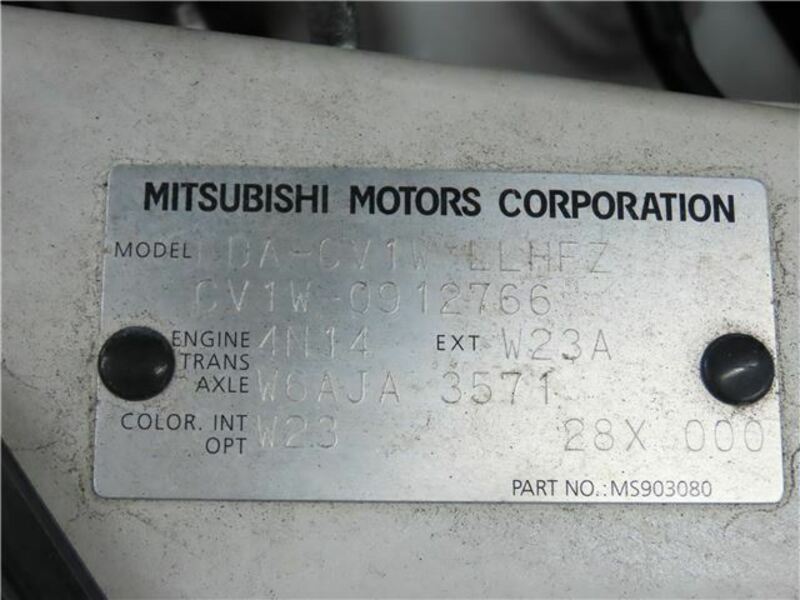 MITSUBISHI MOTORS CORPORATION
MODEL LDA-CV1W LLHFZ
CV1W-0912766
ENGINE 4N14 EXT W23A
TRANS
AXLE W6AJA 3571
COLOR. INT W23 28X 000
OPT
PART NO.:MS903080